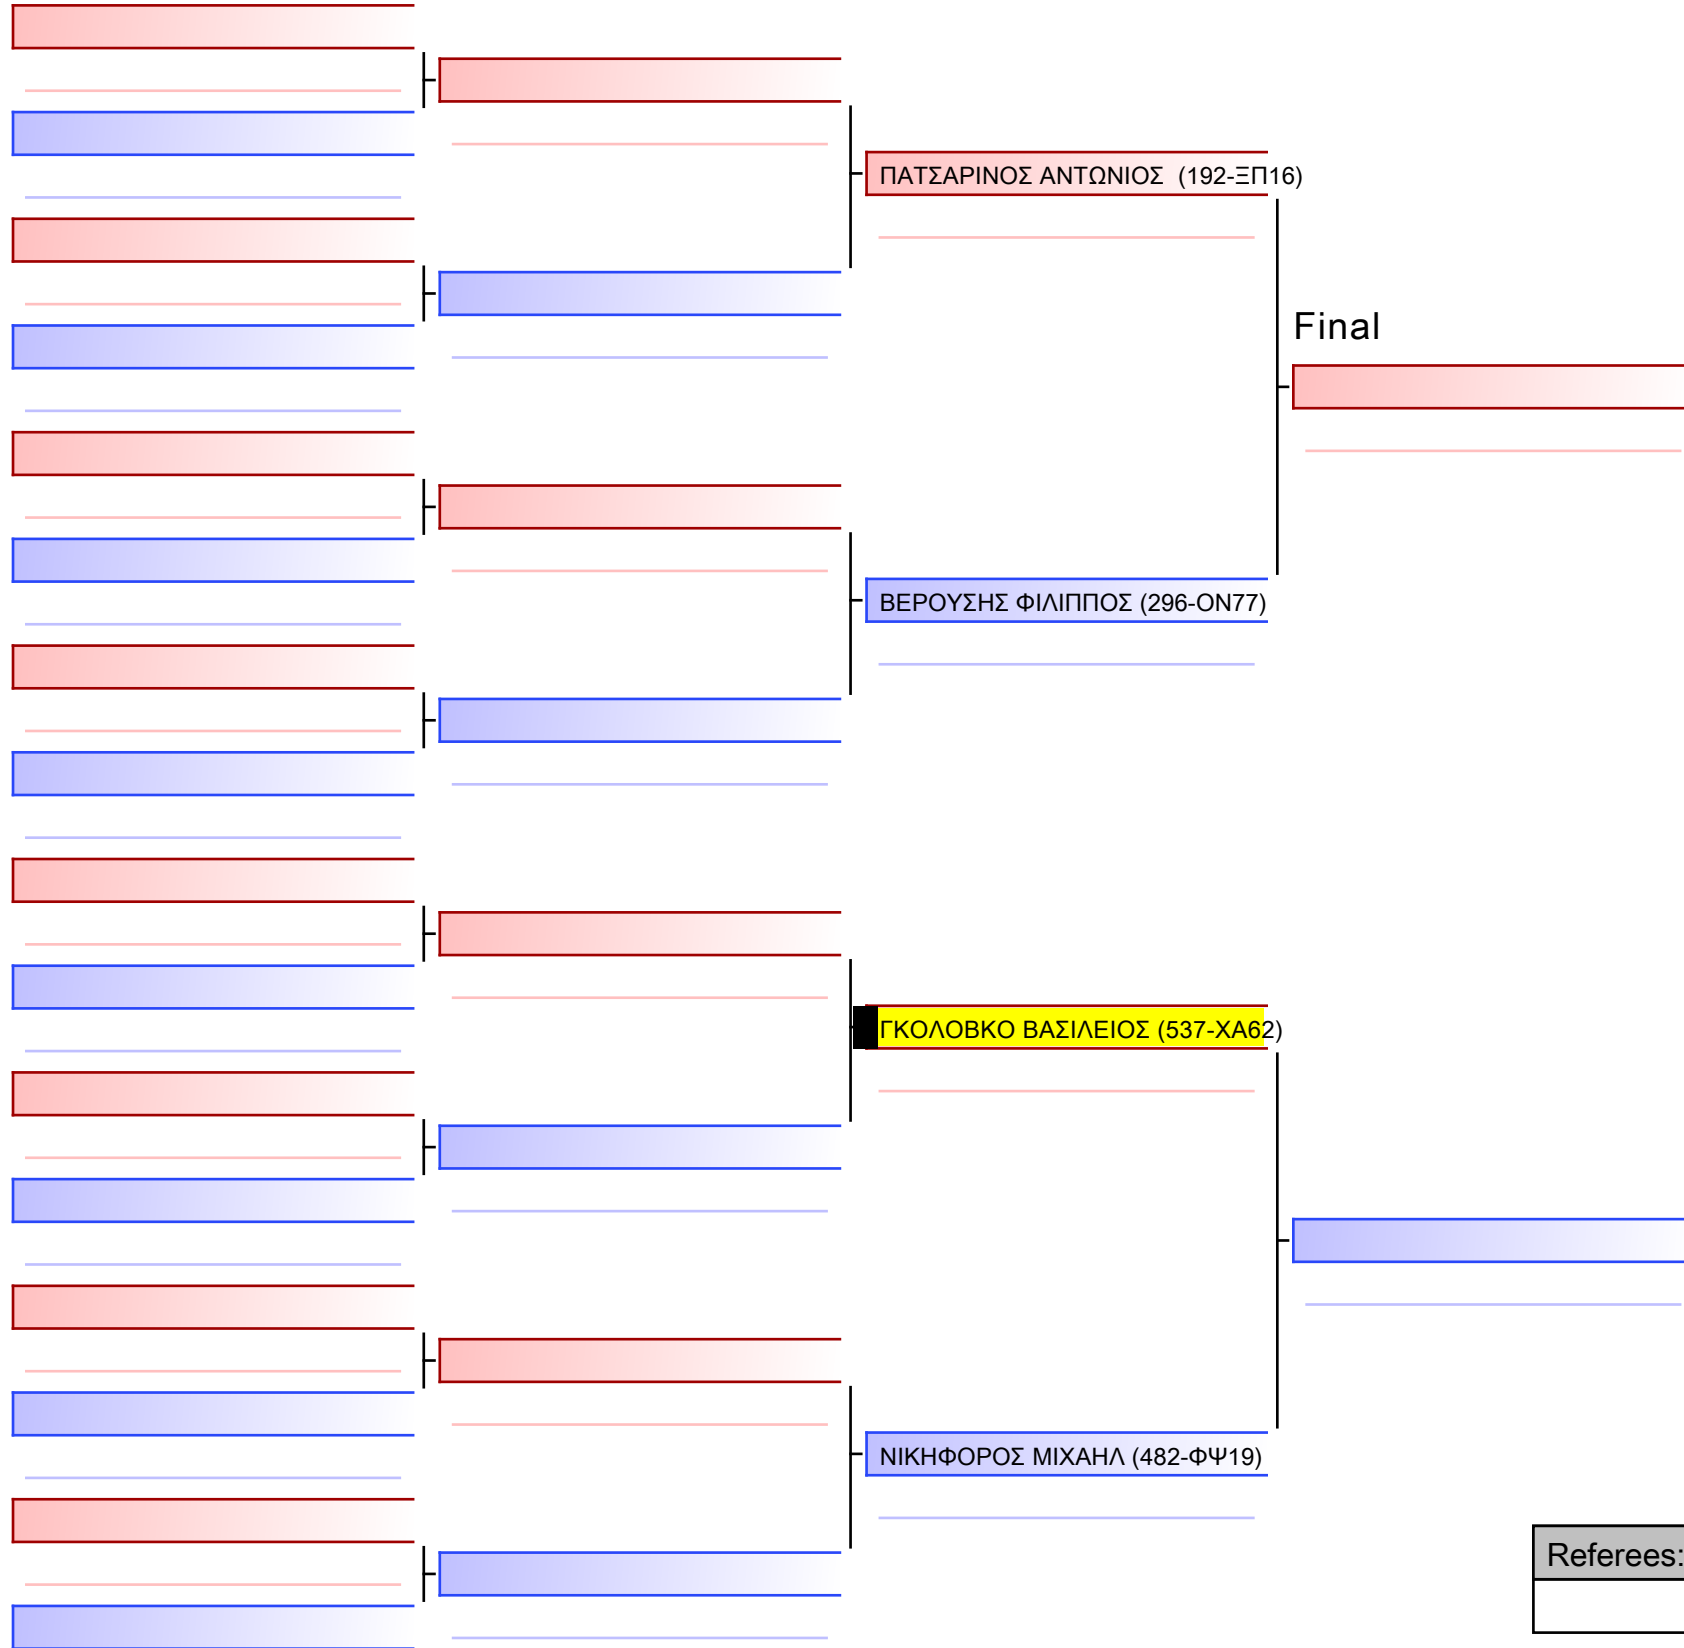 ΠΑΤΣΑΡΙΝΟΣ ΑΝΤΩΝΙΟΣ (192-ΞΠ16)
Final
ΒΕΡΟΥΣΗΣ ΦΙΛΙΠΠΟΣ (296-ΟΝ77)
ΓΚΟΛΟΒΚΟ ΒΑΣΙΛΕΙΟΣ (537-ΧΑ62)
ΝΙΚΗΦΟΡΟΣ ΜΙΧΑΗΛ (482-ΦΨ19)
Referees: